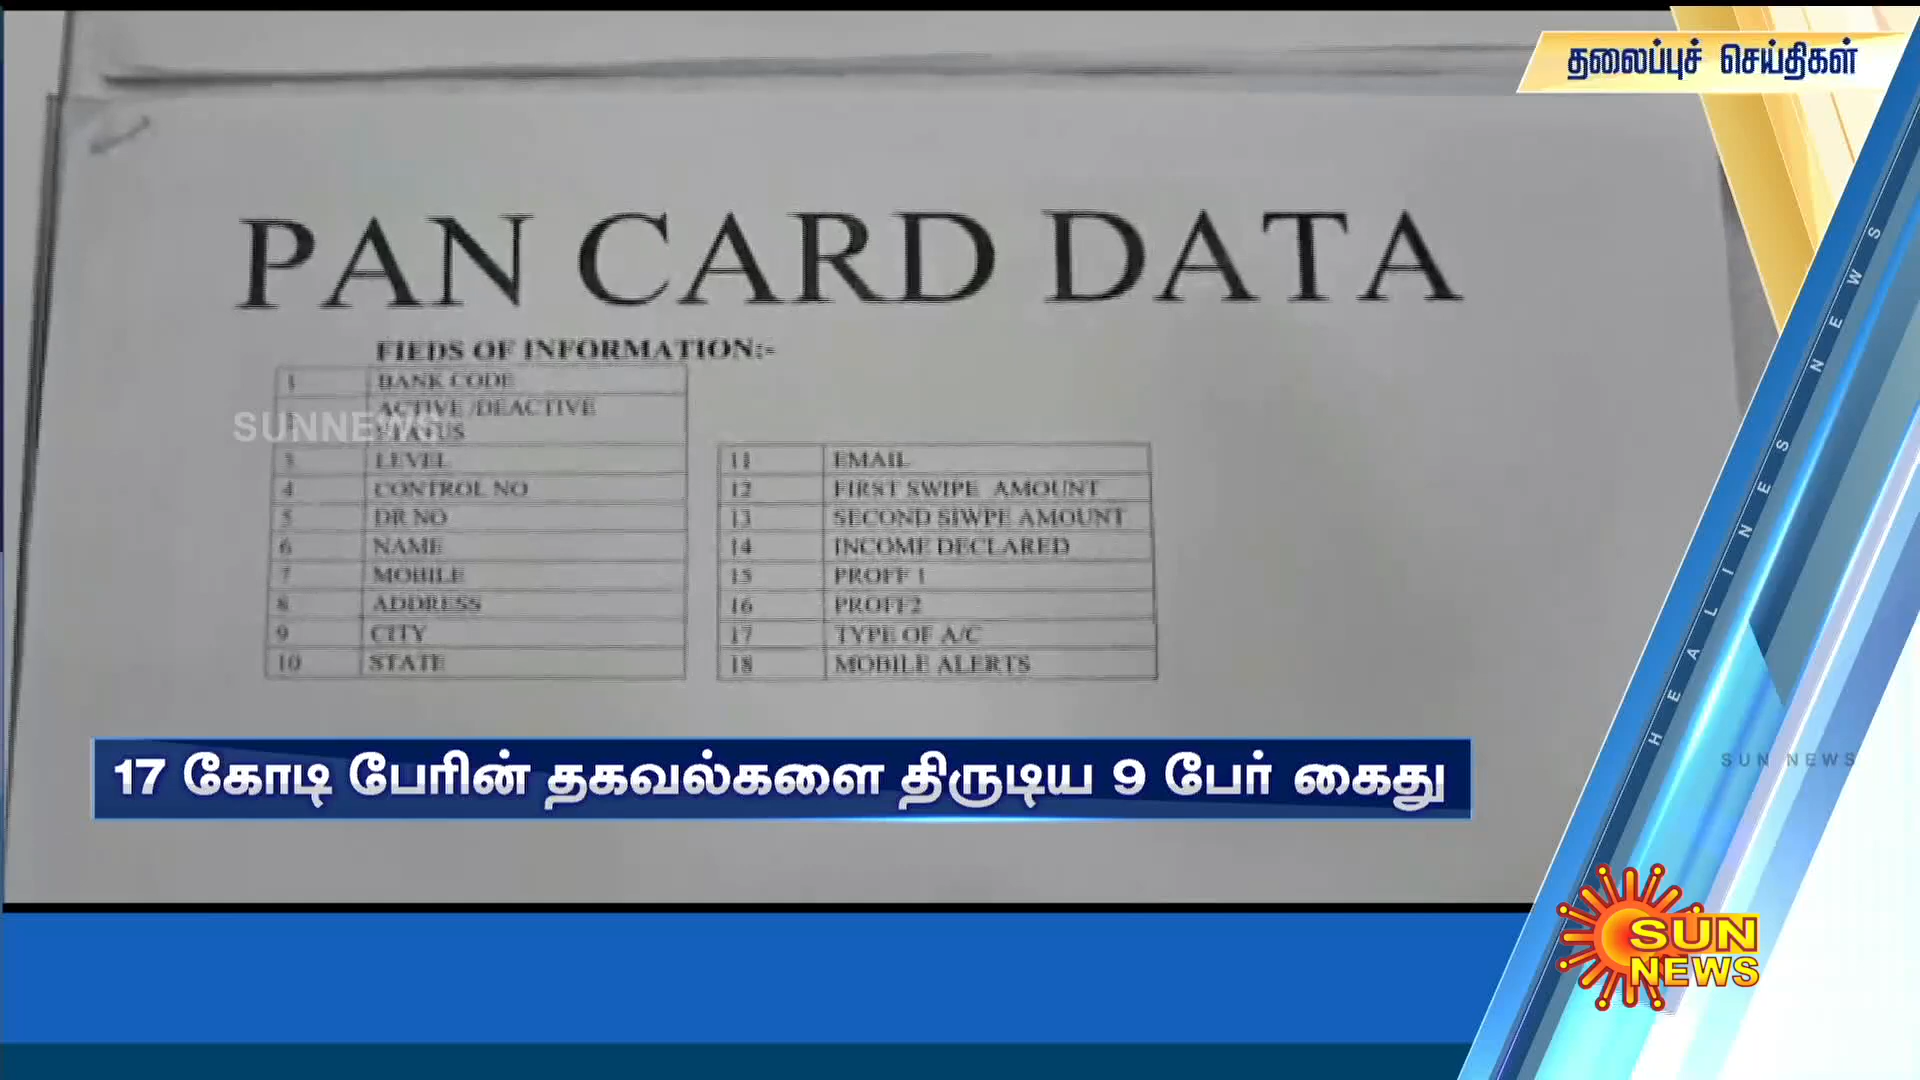 தலைப்புச் செய்திகள்
PAN CARD DATA
FIEDS OF INFORMATION:-
1 BANK CODE
ACTIVE /DEACTIVE
STATUS
3 LEVEL
4 CONTROL NO
5 DR NO
6 NAME
7 MOBILE
8 ADDRESS
9 CITY
10 STATE
11 EMAIL
12 FIRST SWIPE AMOUNT
13 SECOND SIWPE AMOUNT
14 INCOME DECLARED
15 PROFF 1
16 PROFF2
17 TYPE OF A/C
18 MOBILE ALERTS
SUNNEWS
17 கோடி பேரின் தகவல்களை திருடிய 9 பேர் கைது
HEALINES NEWS
SUN NEWS
SUN
NEWS